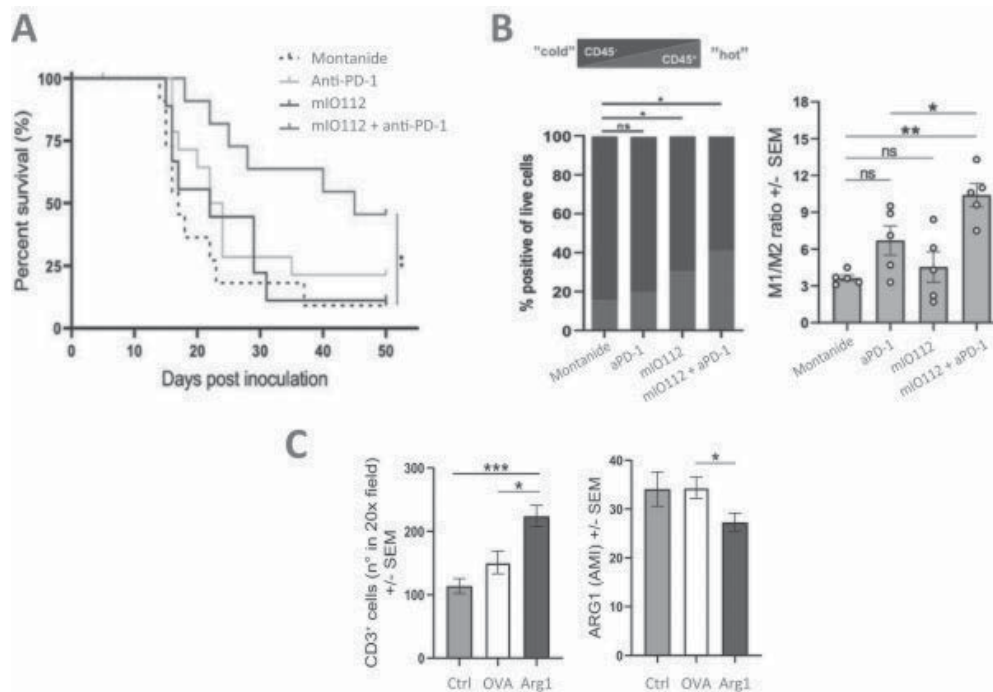 A
Montanide
Anti-PD-1
mIO112
mIO112 + anti-PD-1
Percent survival (%)
100
75
50
25
0
**
0 10 20 30 40 50
Days post inoculation
B
"cold" CD45- CD45+ "hot"
*
*
ns
% positive of live cells
100
80
60
40
20
0
Montanide aPD-1 mIO112 mIO112 + aPD-1
M1/M2 ratio +/- SEM
18
15
12
9
6
3
0
*
**
ns
ns
Montanide aPD-1 mIO112 mIO112 + aPD-1
C
CD3+ cells (n° in 20x field)
+/- SEM
300
200
100
0
***
*
Ctrl OVA Arg1
ARG1 (AMI) +/- SEM
40
30
20
10
0
*
Ctrl OVA Arg1